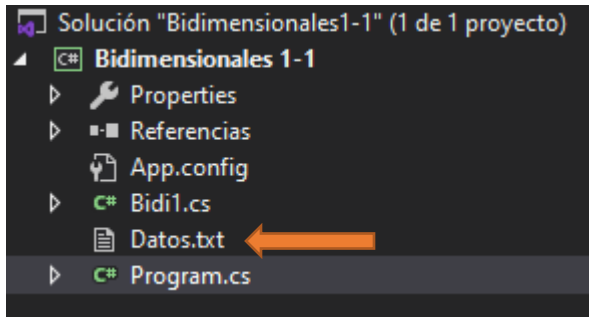 Solución "Bidimensionales1-1" (1 de 1 proyecto)
C# Bidimensionales 1-1
Properties
Referencias
App.config
C# Bidi1.cs
Datos.txt
C# Program.cs